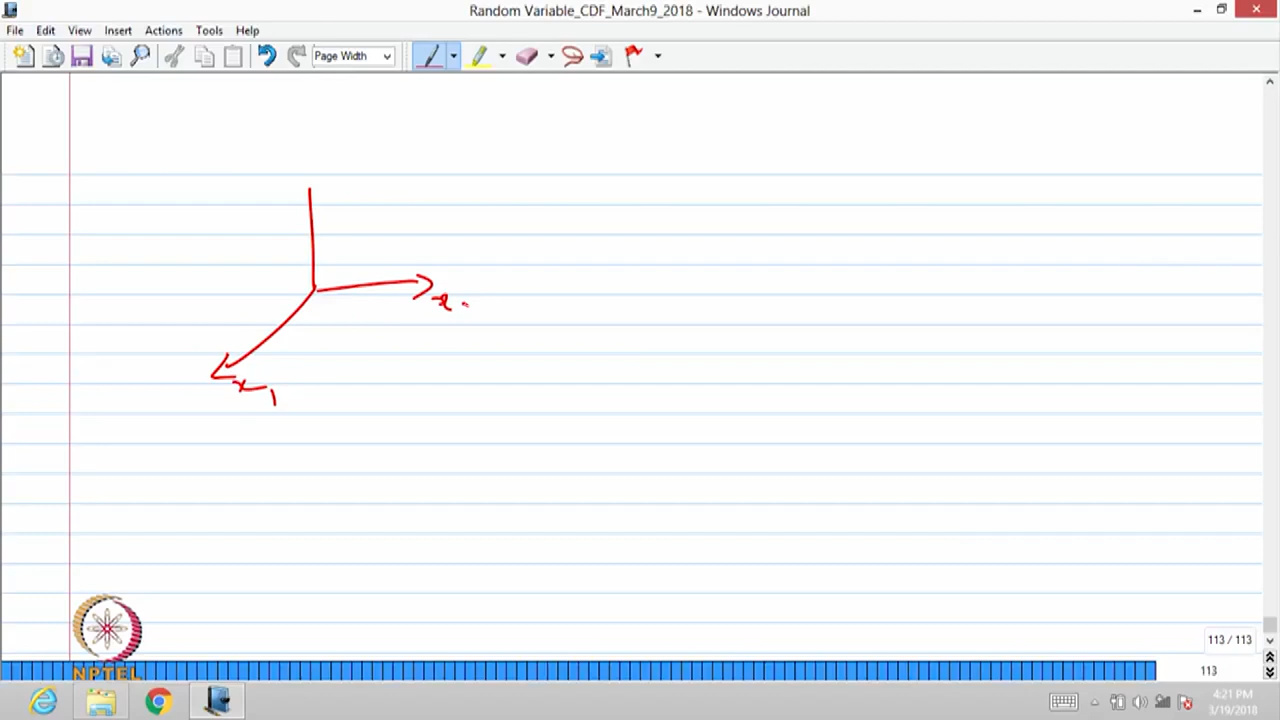 Random Variable_CDF_March9_2018 - Windows Journal
File Edit View Insert Actions Tools Help
Page Width
x
x1
113 / 113
113
NPTEL
4:21 PM
3/19/2018